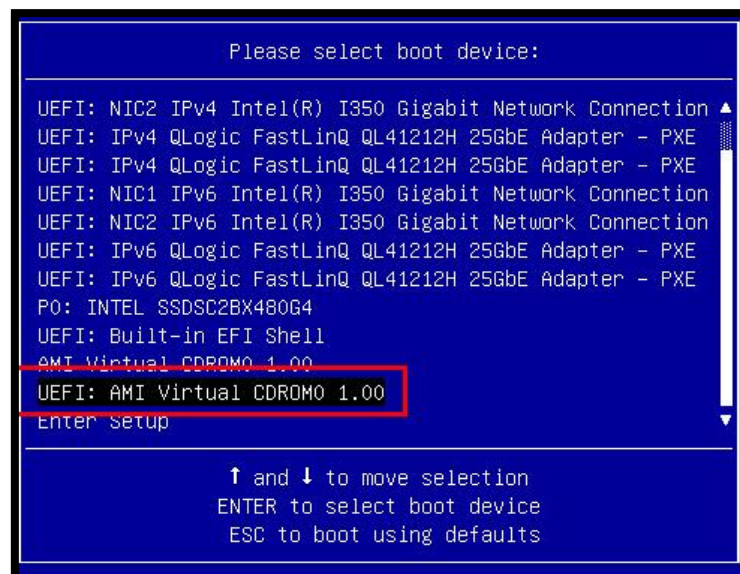 Please select boot device:
UEFI: NIC2 IPv4 Intel(R) I350 Gigabit Network Connection
UEFI: IPv4 QLogic FastLinQ QL41212H 25GbE Adapter - PXE
UEFI: IPv4 QLogic FastLinQ QL41212H 25GbE Adapter - PXE
UEFI: NIC1 IPv6 Intel(R) I350 Gigabit Network Connection
UEFI: NIC2 IPv6 Intel(R) I350 Gigabit Network Connection
UEFI: IPv6 QLogic FastLinQ QL41212H 25GbE Adapter - PXE
UEFI: IPv6 QLogic FastLinQ QL41212H 25GbE Adapter - PXE
P0: INTEL SSDSC2BX480G4
UEFI: Built-in EFI Shell
AMI Virtual CDROM0 1.00
UEFI: AMI Virtual CDROM0 1.00
Enter Setup
↑ and ↓ to move selection
ENTER to select boot device
ESC to boot using defaults